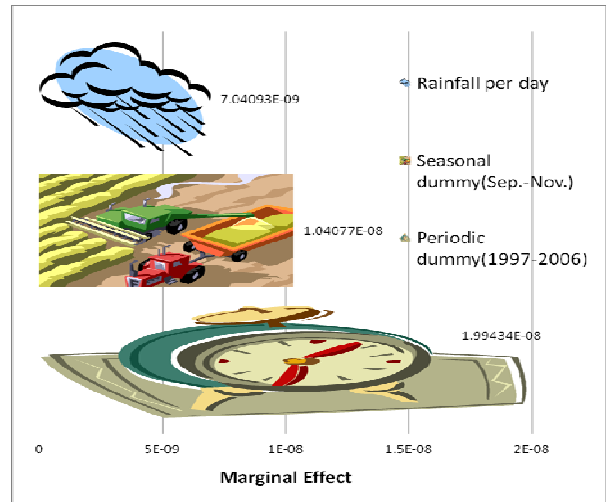 7.04093E-09
Rainfall per day
Seasonal
dummy(Sep.-Nov.)
1.04077E-08
Periodic
dummy(1997-2006)
1.99434E-08
0 5E-09 1E-08 1.5E-08 2E-08
Marginal Effect